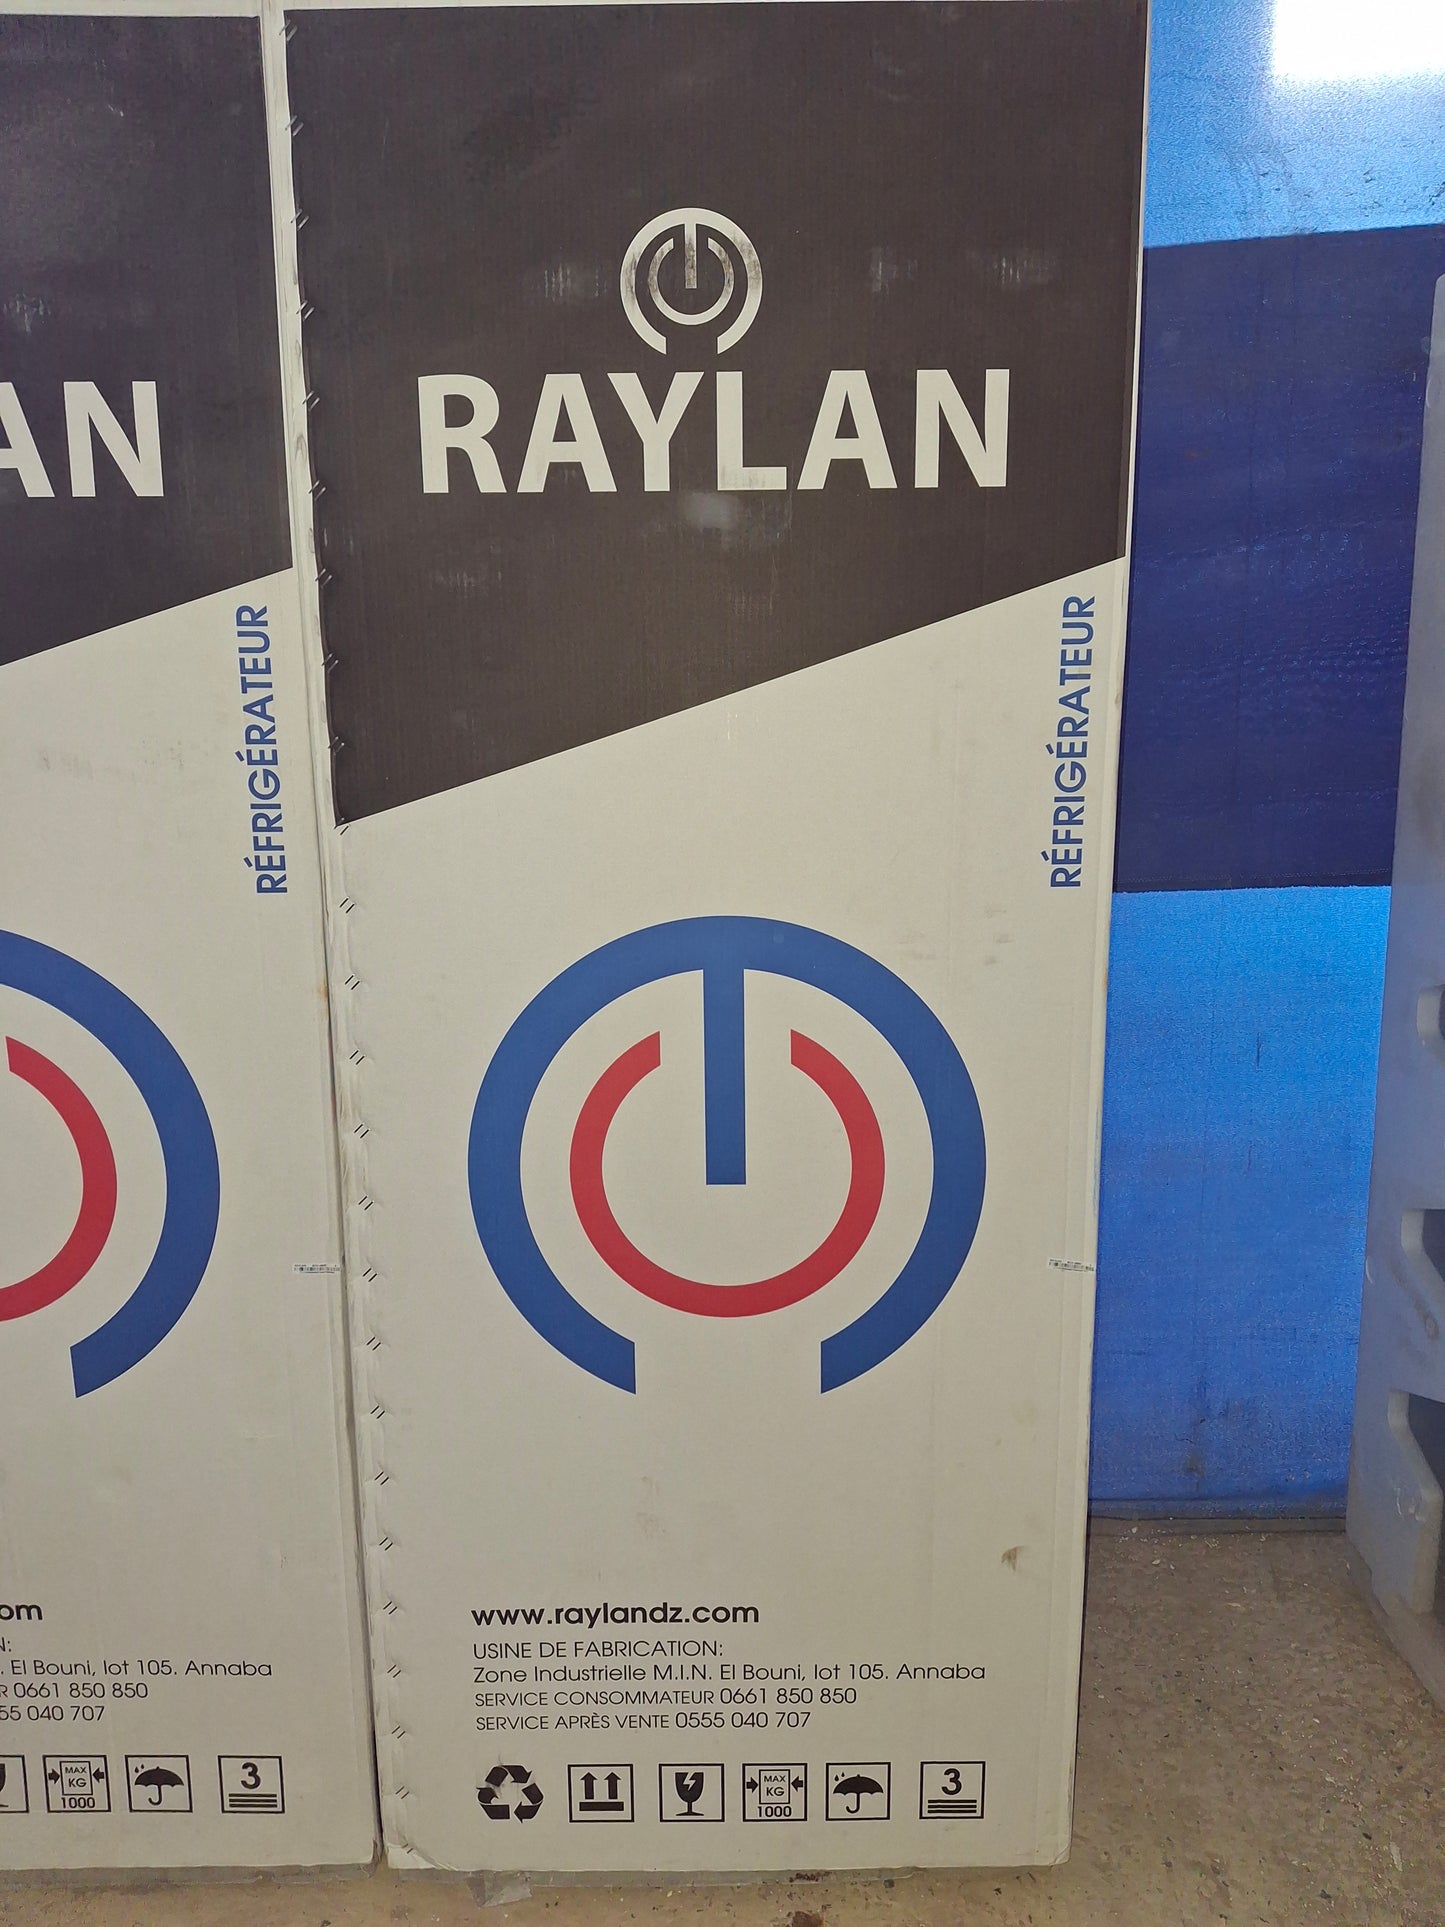 RAYLAN
RÉFRIGÉRATEUR
www.raylandz.com
USINE DE FABRICATION:
Zone Industrielle M.I.N. El Bouni, lot 105. Annaba
SERVICE CONSOMMATEUR 0661 850 850
SERVICE APRÈS VENTE 0555 040 707
MAX
KG
1000
3
AN
RÉFRIGÉRATEUR
om
N:
. El Bouni, lot 105. Annaba
R 0661 850 850
55 040 707
MAX
KG
1000
3